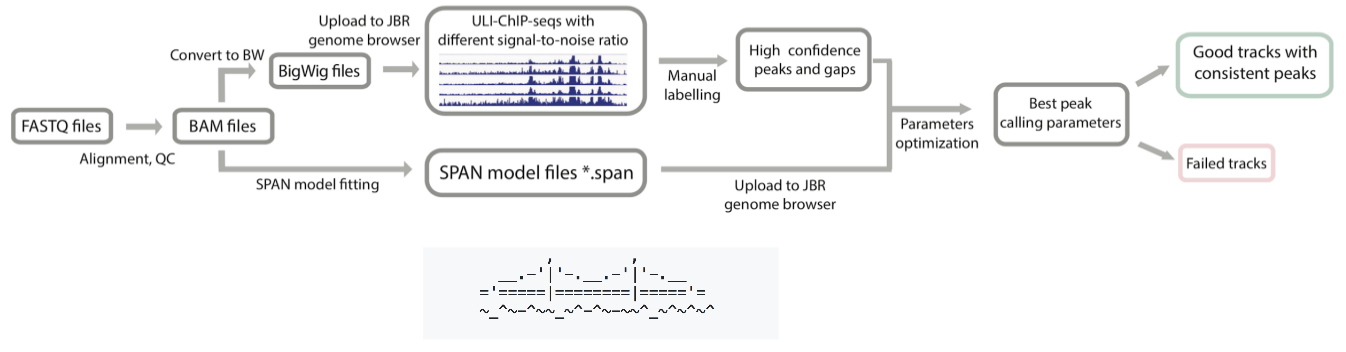 Upload to JBR
genome browser
Convert to BW
BigWig files
FASTQ files
Alignment, QC
BAM files
SPAN model fitting
ULI-ChIP-seqs with
different signal-to-noise ratio
SPAN model files *.span
Manual
labelling
High confidence
peaks and gaps
Upload to JBR
genome browser
Parameters
optimization
Best peak
calling parameters
Good tracks with
consistent peaks
Failed tracks